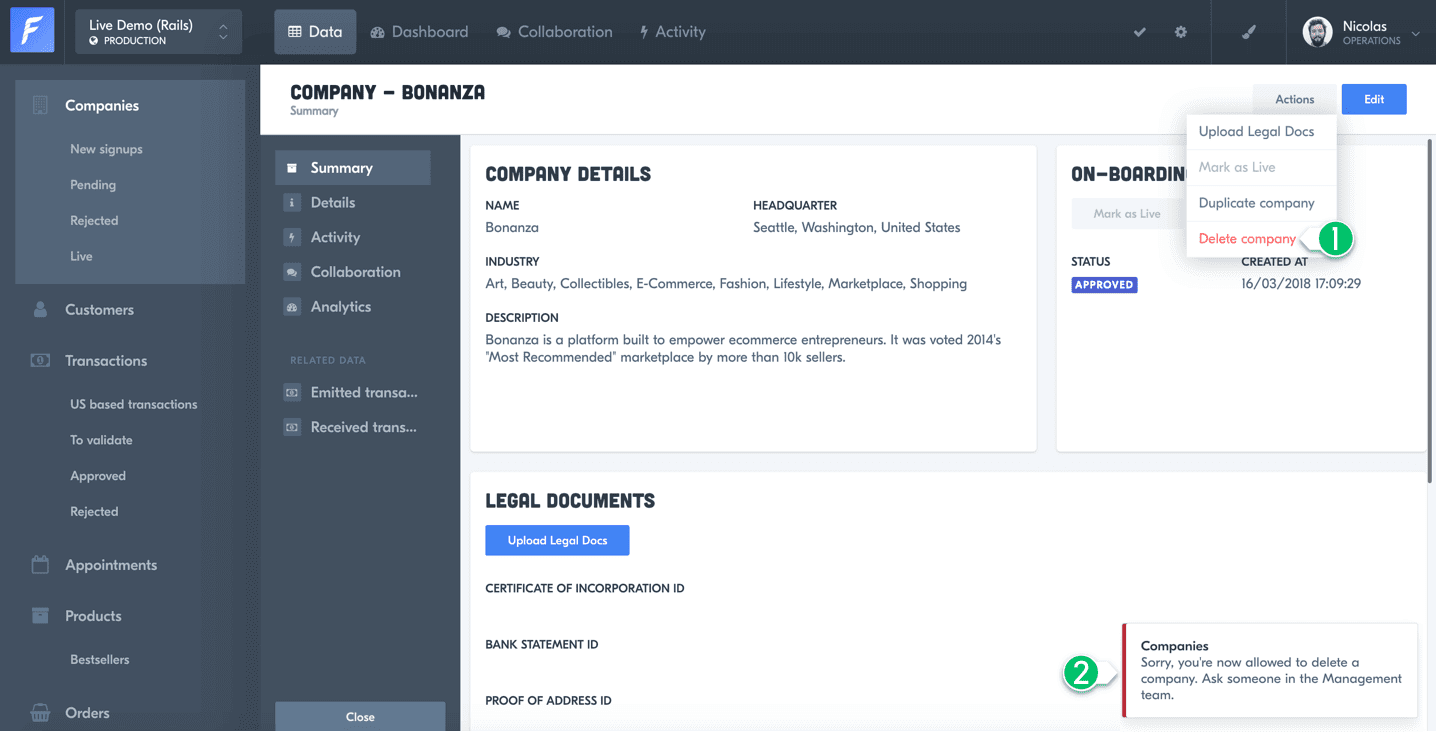 Live Demo (Rails)
PRODUCTION
Data
Dashboard
Collaboration
Activity
Nicolas
OPERATIONS
Companies
New signups
Pending
Rejected
Live
Customers
Transactions
US based transactions
To validate
Approved
Rejected
Appointments
Products
Bestsellers
Orders
COMPANY - BONANZA
Summary
Actions
Edit
Upload Legal Docs
Mark as Live
Duplicate company
Delete company
1
Summary
Details
Activity
Collaboration
Analytics
RELATED DATA
Emitted transa...
Received trans...
Close
COMPANY DETAILS
NAME
Bonanza
HEADQUARTER
Seattle, Washington, United States
INDUSTRY
Art, Beauty, Collectibles, E-Commerce, Fashion, Lifestyle, Marketplace, Shopping
DESCRIPTION
Bonanza is a platform built to empower ecommerce entrepreneurs. It was voted 2014's
"Most Recommended" marketplace by more than 10k sellers.
ON-BOARDIN
Mark as Live
STATUS
APPROVED
CREATED AT
16/03/2018 17:09:29
LEGAL DOCUMENTS
Upload Legal Docs
CERTIFICATE OF INCORPORATION ID
BANK STATEMENT ID
PROOF OF ADDRESS ID
2
Companies
Sorry, you're now allowed to delete a
company. Ask someone in the Management
team.